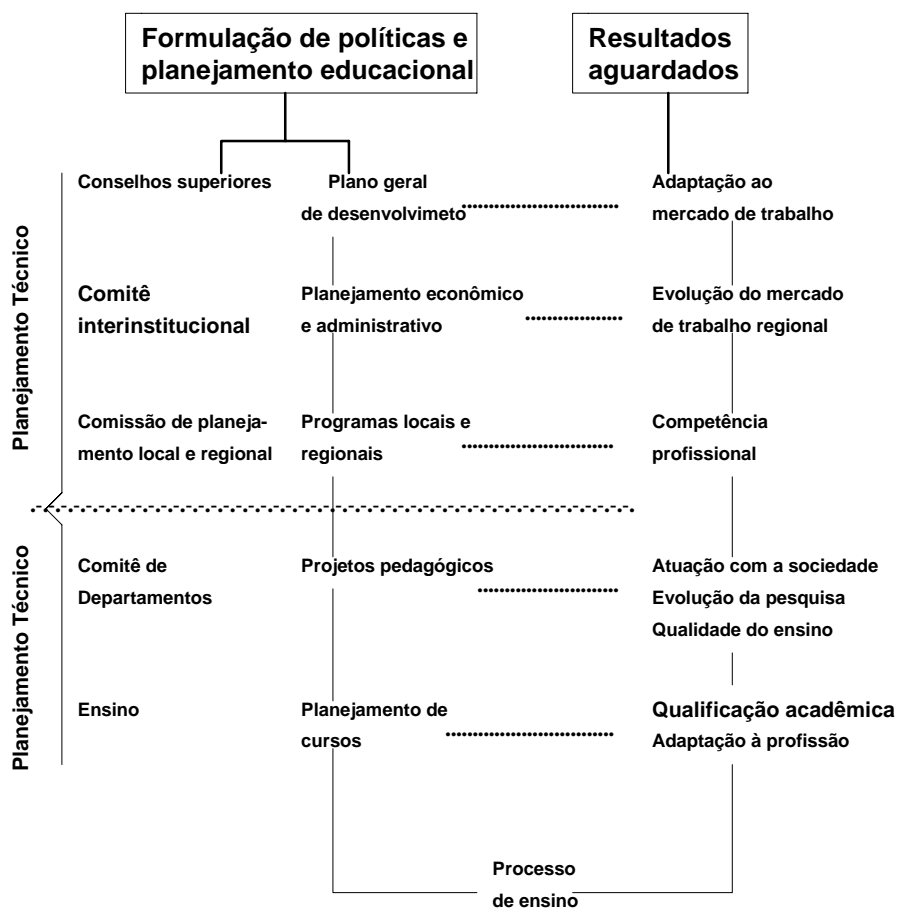 Formulação de políticas e
planejamento educacional
Resultados
aguardados
Planejamento Técnico
Conselhos superiores
Plano geral
de desenvolvimeto
Adaptação ao
mercado de trabalho
Comitê
interinstitucional
Planejamento econômico
e administrativo
Evolução do mercado
de trabalho regional
Comissão de planeja-
mento local e regional
Programas locais e
regionais
Competência
profissional
Planejamento Técnico
Comitê de
Departamentos
Projetos pedagógicos
Atuação com a sociedade
Evolução da pesquisa
Qualidade do ensino
Ensino
Planejamento de
cursos
Qualificação acadêmica
Adaptação à profissão
Processo
de ensino